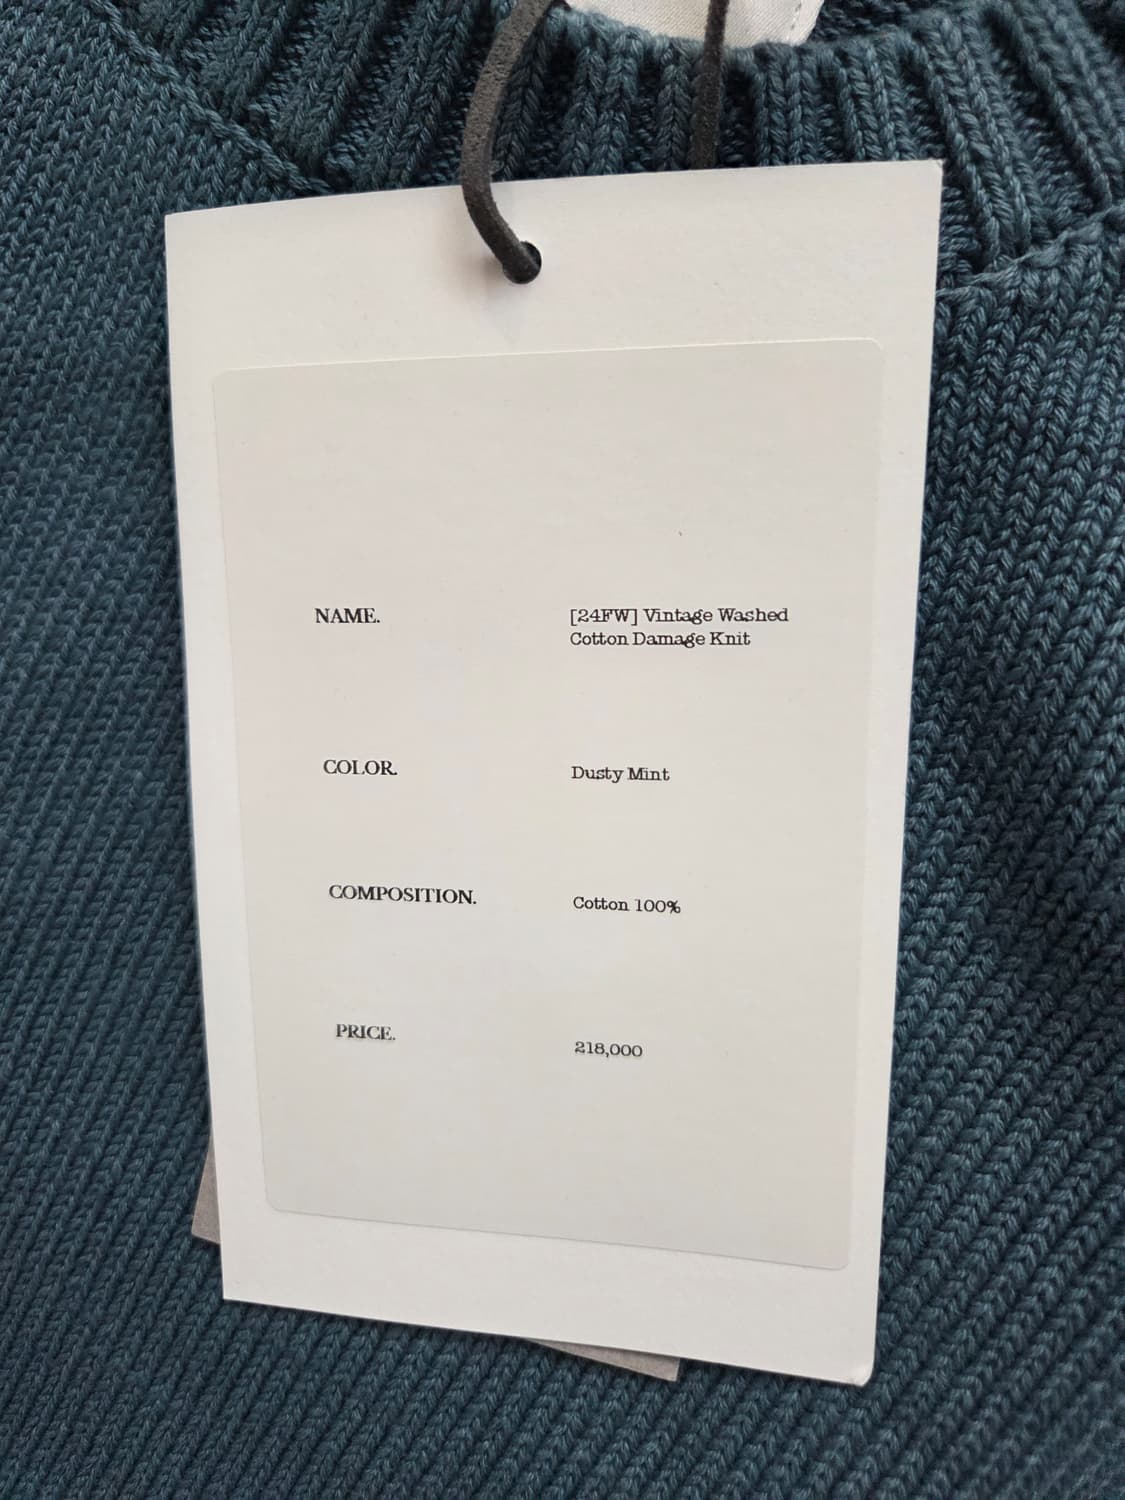 NAME. [24FW] Vintage Washed
Cotton Damage Knit
COLOR. Dusty Mint
COMPOSITION. Cotton 100%
PRICE. 218,000